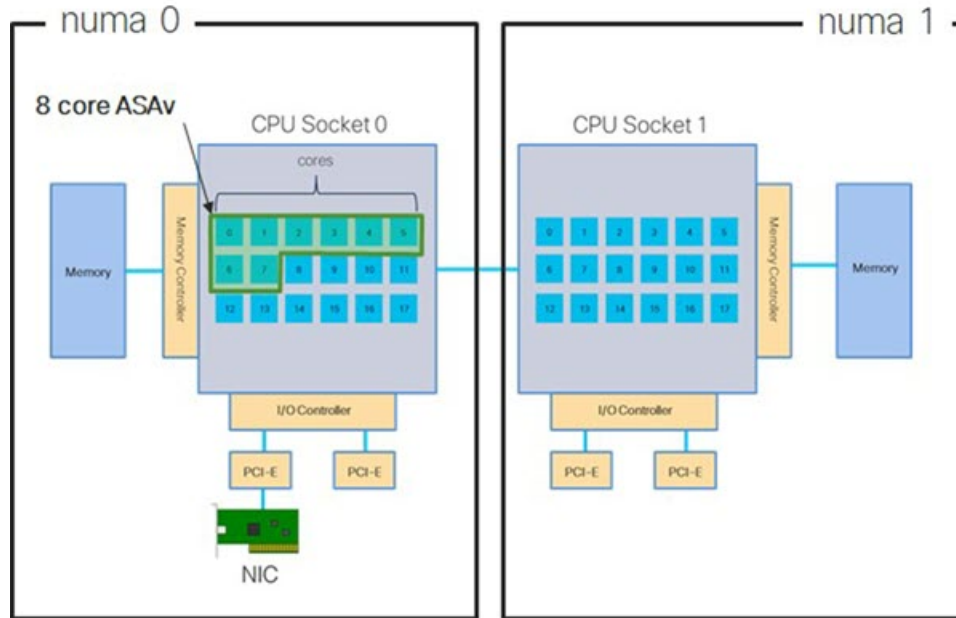 numa 0
numa 1
8 core ASAv
CPU Socket 0
CPU Socket 1
cores
0 1 2 3 4 5
6 7 8 9 10 11
12 13 14 15 16 17
0 1 2 3 4 5
6 7 8 9 10 11
12 13 14 15 16 17
Memory
Memory Controller
Memory Controller
Memory
I/O Controller
I/O Controller
PCI-E
PCI-E
PCI-E
PCI-E
NIC